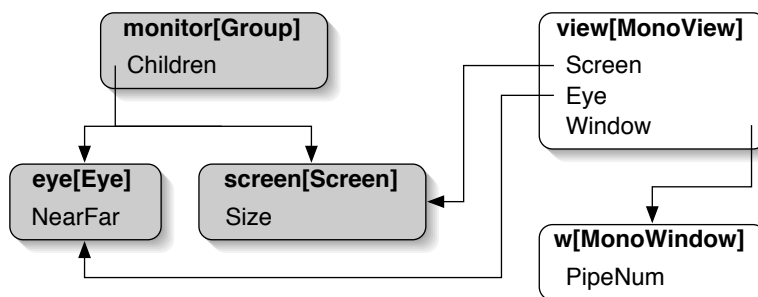 monitor[Group]
Children
view[MonoView]
Screen
Eye
Window
eye[Eye]
NearFar
screen[Screen]
Size
w[MonoWindow]
PipeNum